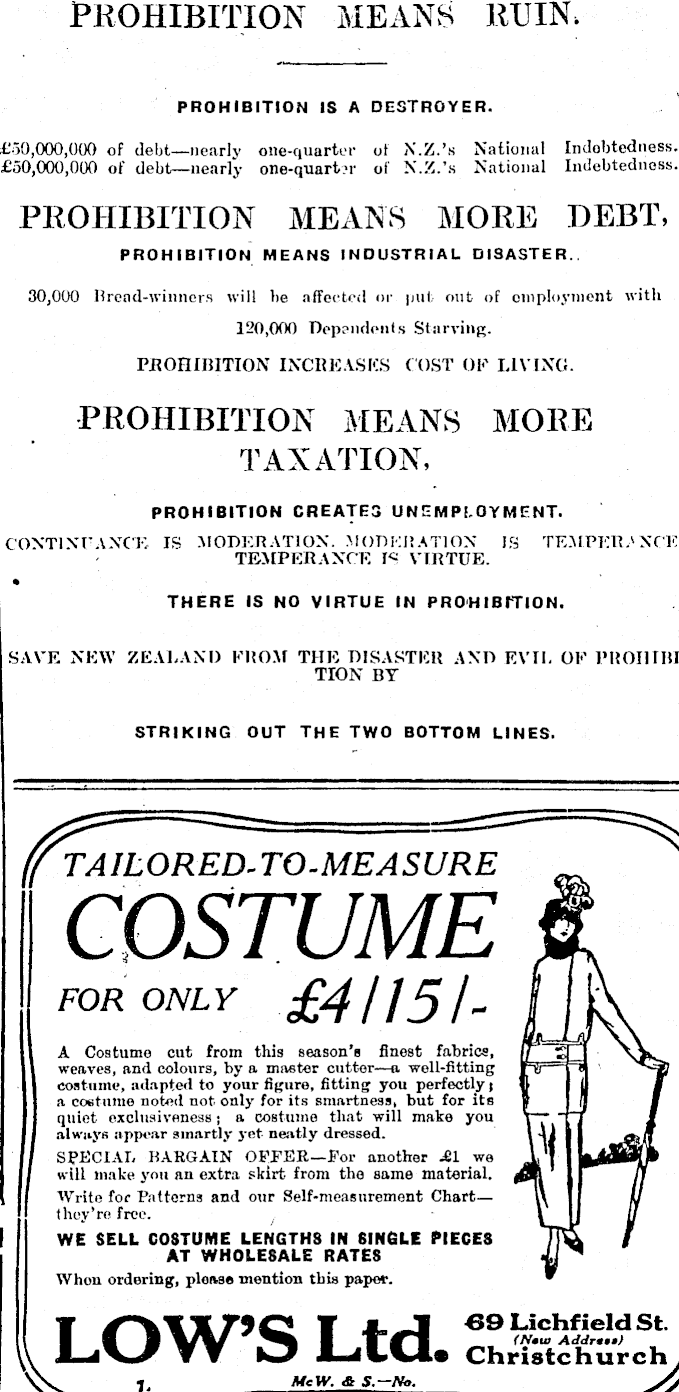 PROHIBITION MEANS RUIN.
PROHIBITION IS A DESTROYER.
£50,000,000 of debt—nearly one-quarter of N.Z.'s National Indebtedness.
£50,000,000 of debt—nearly one-quarter of N.Z.'s National Indebtedness.
PROHIBITION MEANS MORE DEBT,
PROHIBITION MEANS INDUSTRIAL DISASTER.
30,000 Bread-winners will be affected or put out of employment with
120,000 Dependents Starving.
PROHIBITION INCREASES COST OF LIVING.
PROHIBITION MEANS MORE
TAXATION,
PROHIBITION CREATES UNEMPLOYMENT.
CONTINUANCE IS MODERATION. MODERATION IS TEMPERANCE
TEMPERANCE IS VIRTUE.
THERE IS NO VIRTUE IN PROHIBITION.
SAVE NEW ZEALAND FROM THE DISASTER AND EVIL OF PROHIBI
TION BY
STRIKING OUT THE TWO BOTTOM LINES.
TAILORED-TO-MEASURE
COSTUME
FOR ONLY £4/15/-
A Costume cut from this season's finest fabrics,
weaves, and colours, by a master cutter—a well-fitting
costume, adapted to your figure, fitting you perfectly;
a costume noted not only for its smartness, but for its
quiet exclusiveness; a costume that will make you
always appear smartly yet neatly dressed.
SPECIAL BARGAIN OFFER—For another £1 we
will make you an extra skirt from the same material.
Write for Patterns and our Self-measurement Chart—
they're free.
WE SELL COSTUME LENGTHS IN SINGLE PIECES
AT WHOLESALE RATES
When ordering, please mention this paper.
LOW'S Ltd.
69 Lichfield St.
(New Address)
Christchurch
1.
McW. & S.—No.